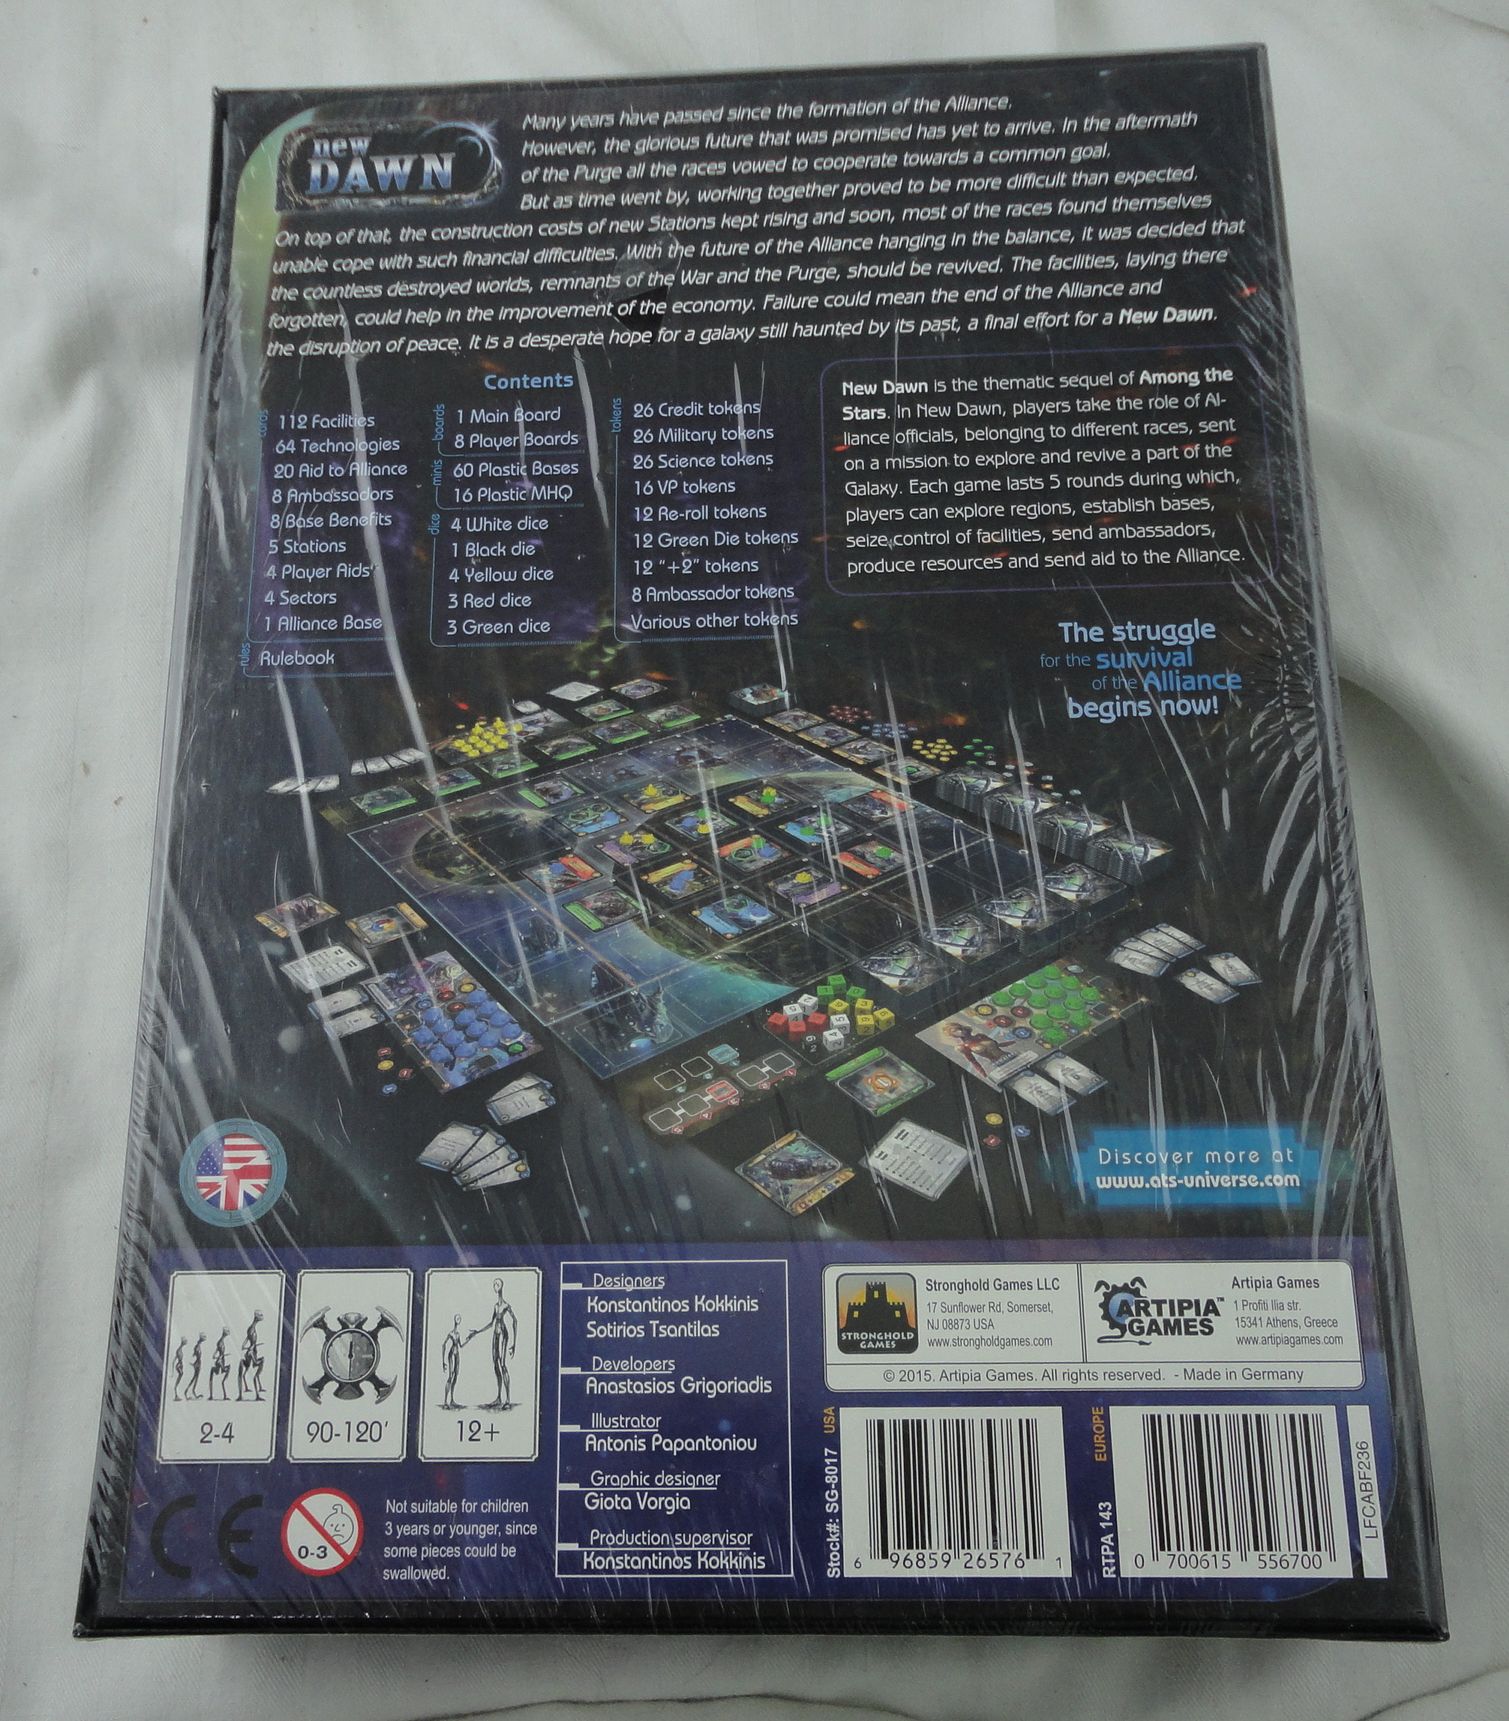 new
DAWN
Many years have passed since the formation of the Alliance.
However, the glorious future that was promised has yet to arrive. In the aftermath
of the Purge all the races vowed to cooperate towards a common goal.
But as time went by, working together proved to be more difficult than expected.
On top of that, the construction costs of new Stations kept rising and soon, most of the races found themselves
unable cope with such financial difficulties. With the future of the Alliance hanging in the balance, it was decided that
the countless destroyed worlds, remnants of the War and the Purge, should be revived. The facilities, laying there
forgotten, could help in the improvement of the economy. Failure could mean the end of the Alliance and
the disruption of peace. It is a desperate hope for a galaxy still haunted by its past, a final effort for a New Dawn.
Contents
cards
112 Facilities
64 Technologies
20 Aid to Alliance
8 Ambassadors
8 Base Benefits
5 Stations
4 Player Aids
4 Sectors
1 Alliance Base
rules
Rulebook
boards
1 Main Board
8 Player Boards
minis
60 Plastic Bases
16 Plastic MHQ
dice
4 White dice
1 Black die
4 Yellow dice
3 Red dice
3 Green dice
tokens
26 Credit tokens
26 Military tokens
26 Science tokens
16 VP tokens
12 Re-roll tokens
12 Green Die tokens
12 "+2" tokens
8 Ambassador tokens
Various other tokens
New Dawn is the thematic sequel of Among the
Stars. In New Dawn, players take the role of Al-
liance officials, belonging to different races, sent
on a mission to explore and revive a part of the
Galaxy. Each game lasts 5 rounds during which,
players can explore regions, establish bases,
seize control of facilities, send ambassadors,
produce resources and send aid to the Alliance.
The struggle
for the survival
of the Alliance
begins now!
Discover more at
www.ats-universe.com
2-4
90-120'
12+
CE
0-3
Not suitable for children
3 years or younger, since
some pieces could be
swallowed.
Designers
Konstantinos Kokkinis
Sotirios Tsantilas
Developers
Anastasios Grigoriadis
Illustrator
Antonis Papantoniou
Graphic designer
Giota Vorgia
Production supervisor
Konstantinos Kokkinis
STRONGHOLD
GAMES
Stronghold Games LLC
17 Sunflower Rd, Somerset,
NJ 08873 USA
www.strongholdgames.com
ARTIPIA™
GAMES
Artipia Games
1 Profiti Ilia str.
15341 Athens, Greece
www.artipiagames.com
© 2015. Artipia Games. All rights reserved. - Made in Germany
Stock#: SG-8017 USA
6 96859 26576 1
RTPA 143 EUROPE
0 700615 556700
LFCABF236